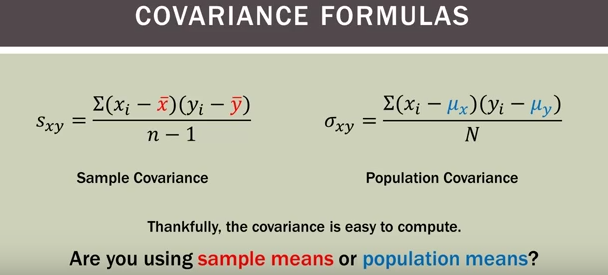 COVARIANCE FORMULAS
s_xy = Σ(x_i − x̄)(y_i − ȳ) / n − 1
σ_xy = Σ(x_i − μ_x)(y_i − μ_y) / N
Sample Covariance
Population Covariance
Thankfully, the covariance is easy to compute.
Are you using sample means or population means?